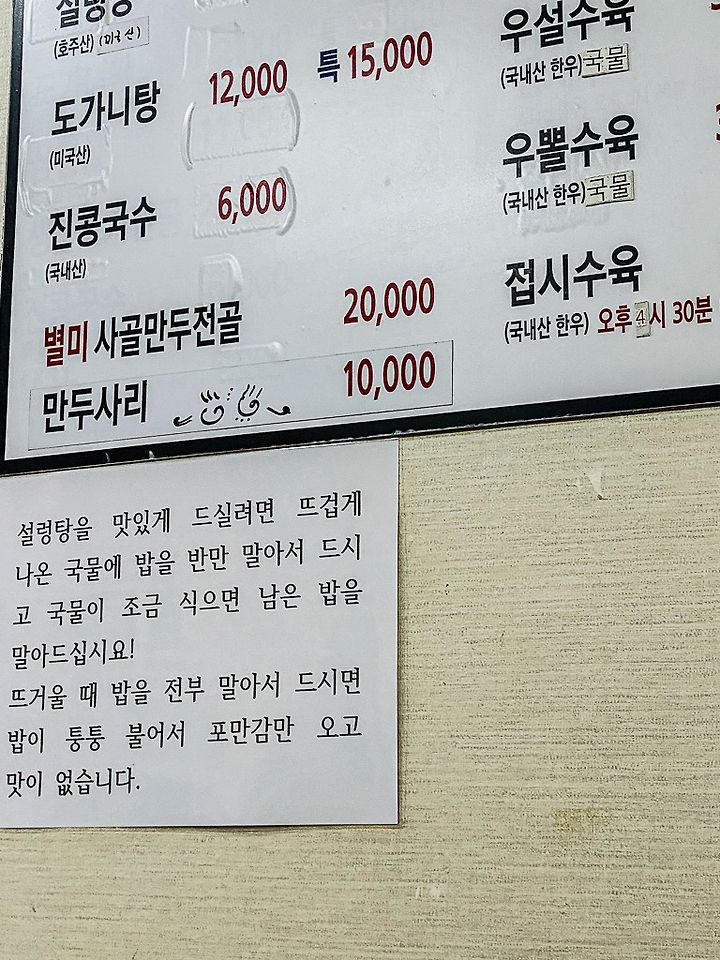 설렁탕
(호주산) (미국산)
도가니탕 12,000 특 15,000
(미국산)
진콩국수 6,000
(국내산)
별미 사골만두전골 20,000
만두사리 10,000
우설수육
(국내산 한우) 국물
우뽈수육
(국내산 한우) 국물
접시수육
(국내산 한우) 오후 4시 30분
설렁탕을 맛있게 드실려면 뜨겁게
나온 국물에 밥을 반만 말아서 드시
고 국물이 조금 식으면 남은 밥을
말아드십시요!
뜨거울 때 밥을 전부 말아서 드시면
밥이 퉁퉁 불어서 포만감만 오고
맛이 없습니다.